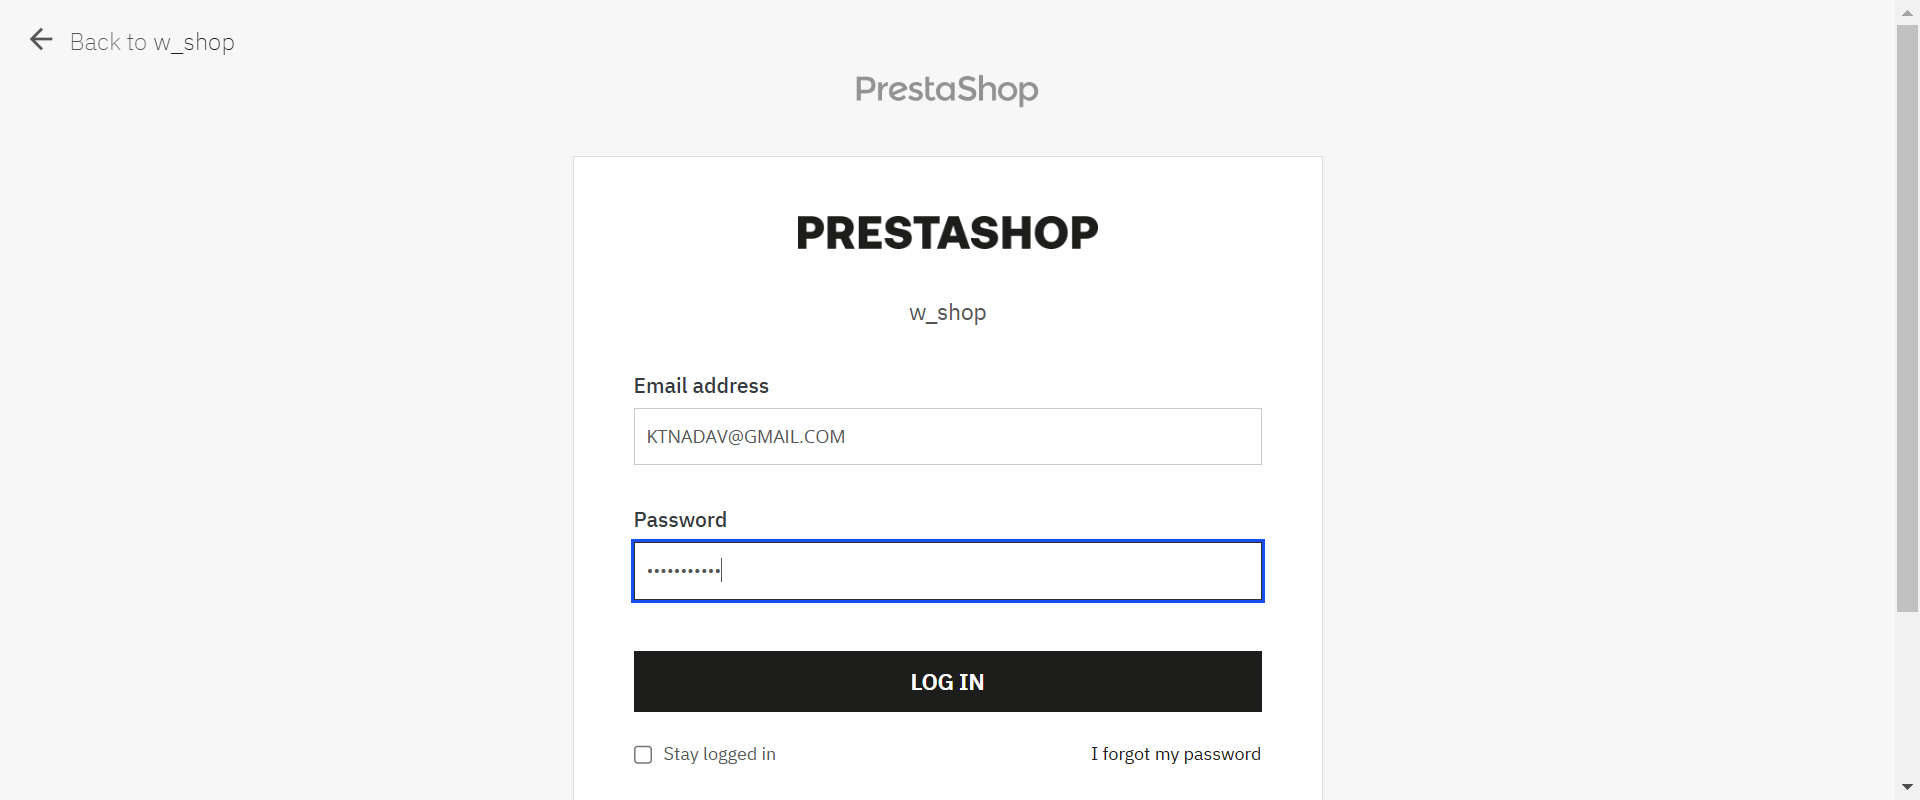 Back to w_shop
PrestaShop
PRESTASHOP
w_shop
Email address
KTNADAV@GMAIL.COM
Password
•••••••••••
LOG IN
Stay logged in
I forgot my password